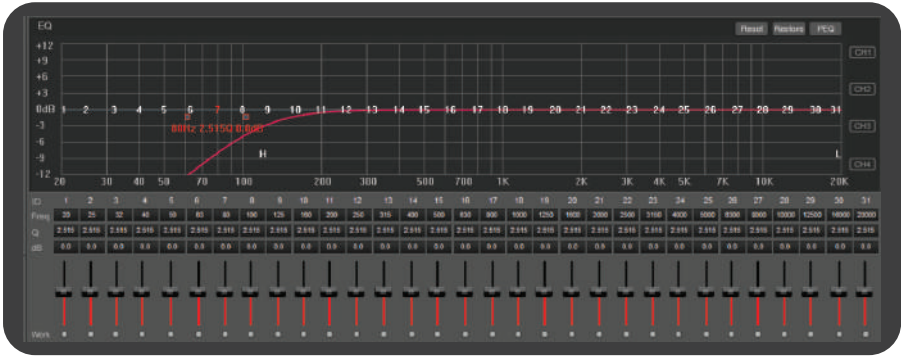 EQ
Reset Restore PEQ
+12
+9
+6
+3
0dB 1 2 3 4 5 6 7 8 9 10 11 12 13 14 15 16 17 18 19 20 21 22 23 24 25 26 27 28 29 30 31
80Hz 2.515Q 0.0dB
-3
-6
-9
-12
H L
CH1
CH2
CH3
CH4
20 30 40 50 70 100 200 300 500 700 1K 2K 3K 4K 5K 7K 10K 20K
ID 1 2 3 4 5 6 7 8 9 10 11 12 13 14 15 16 17 18 19 20 21 22 23 24 25 26 27 28 29 30 31
Freq 20 25 32 40 50 60 80 100 125 160 200 250 315 400 500 630 800 1000 1250 1600 2000 2500 3150 4000 5000 6300 8000 10000 12500 16000 20000
Q 2.515 2.515 2.515 2.515 2.515 2.515 2.515 2.515 2.515 2.515 2.515 2.515 2.515 2.515 2.515 2.515 2.515 2.515 2.515 2.515 2.515 2.515 2.515 2.515 2.515 2.515 2.515 2.515 2.515 2.515 2.515
dB 0.0 0.0 0.0 0.0 0.0 0.0 0.0 0.0 0.0 0.0 0.0 0.0 0.0 0.0 0.0 0.0 0.0 0.0 0.0 0.0 0.0 0.0 0.0 0.0 0.0 0.0 0.0 0.0 0.0 0.0 0.0